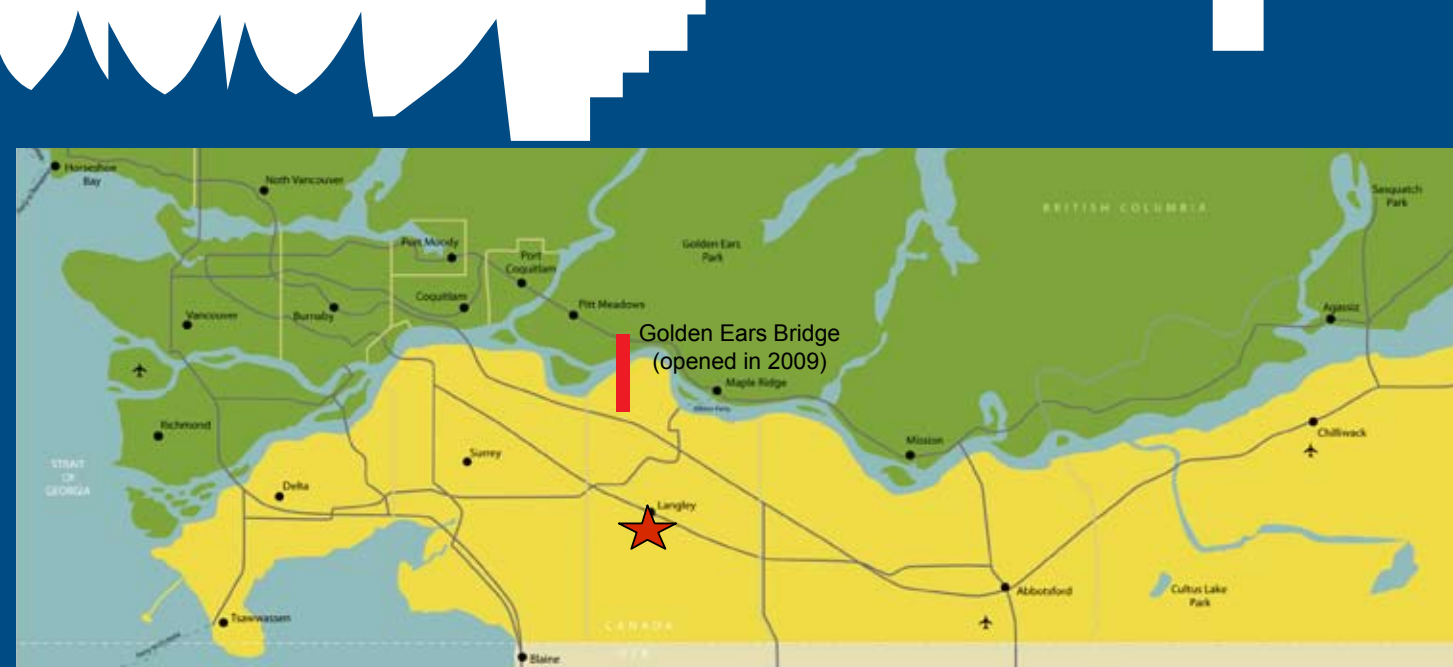 Horseshoe
Bay
Noth Vancouver
BRITISH COLUMBIA
Sasquatch
Park
Port Moody
Golden Ears
Park
Port
Coquitlam
Coquitlam
Pitt Meadows
Vancouver
Burnaby
Agassiz
Golden Ears Bridge
(opened in 2009)
Maple Ridge
Richmond
Mission
Chilliwack
Surrey
STRAIT
OF
GEORGIA
Delta
Langley
Abbotsford
Cultus Lake
Park
Tsawwassen
CANADA
Blaine